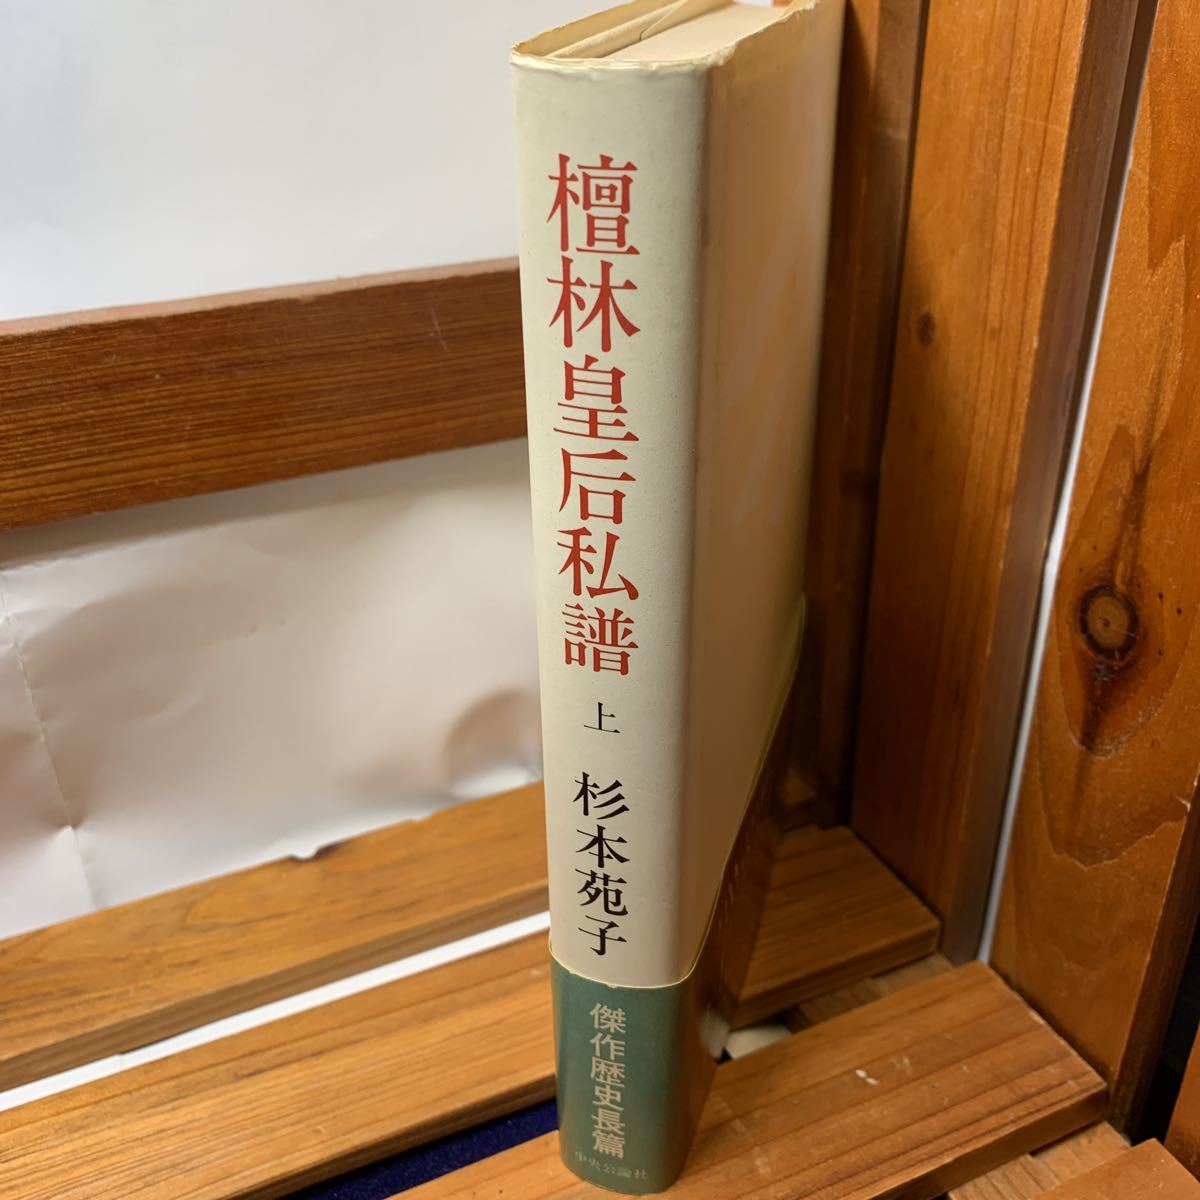 檀林皇后私譜
上
杉本苑子
傑作歴史長篇
中央公論社